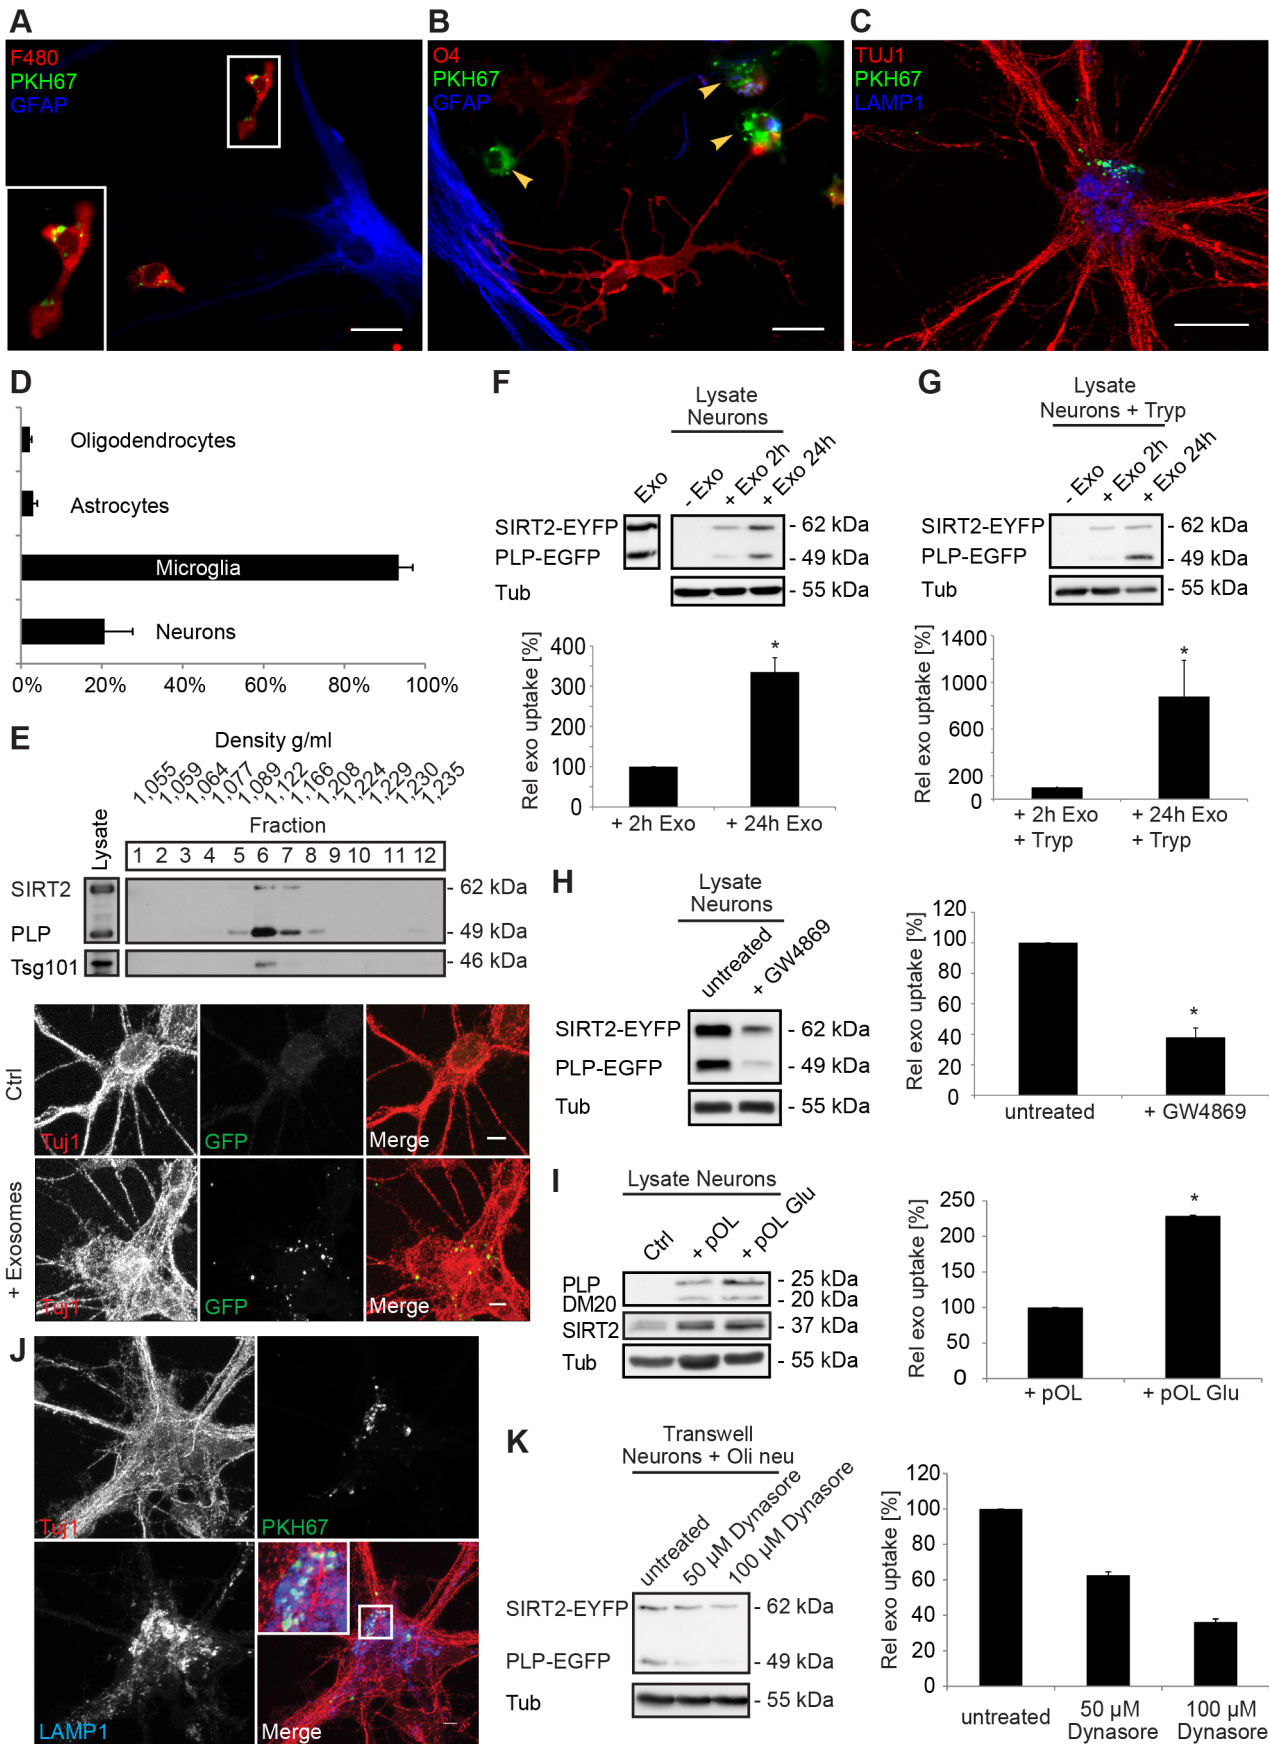 A
F480
PKH67
GFAP
B
O4
PKH67
GFAP
C
TUJ1
PKH67
LAMP1
D
Oligodendrocytes
Astrocytes
Microglia
Neurons
0% 20% 40% 60% 80% 100%
E
Density g/ml
1,055 1,059 1,064 1,077 1,089 1,122 1,166 1,208 1,224 1,229 1,230 1,235
Fraction
Lysate
1 2 3 4 5 6 7 8 9 10 11 12
SIRT2 - 62 kDa
PLP - 49 kDa
Tsg101 - 46 kDa
Ctrl
Tuj1 GFP Merge
+ Exosomes
Tuj1 GFP Merge
F
Lysate
Neurons
Exo - Exo + Exo 2h + Exo 24h
SIRT2-EYFP - 62 kDa
PLP-EGFP - 49 kDa
Tub - 55 kDa
Rel exo uptake [%]
400
300
200
100
0
*
+ 2h Exo + 24h Exo
G
Lysate
Neurons + Tryp
- Exo + Exo 2h + Exo 24h
SIRT2-EYFP - 62 kDa
PLP-EGFP - 49 kDa
Tub - 55 kDa
Rel exo uptake [%]
1400
1000
600
200
0
*
+ 2h Exo + 24h Exo
+ Tryp + Tryp
H
Lysate
Neurons
untreated + GW4869
SIRT2-EYFP - 62 kDa
PLP-EGFP - 49 kDa
Tub - 55 kDa
Rel exo uptake [%]
120
100
80
60
40
20
0
*
untreated + GW4869
I
Lysate Neurons
Ctrl + pOL + pOL Glu
PLP - 25 kDa
DM20 - 20 kDa
SIRT2 - 37 kDa
Tub - 55 kDa
Rel exo uptake [%]
250
200
150
100
50
0
*
+ pOL + pOL Glu
J
Tuj1 PKH67
LAMP1 Merge
K
Transwell
Neurons + Oli neu
untreated 50 µM Dynasore 100 µM Dynasore
SIRT2-EYFP - 62 kDa
PLP-EGFP - 49 kDa
Tub - 55 kDa
Rel exo uptake [%]
120
100
80
60
40
20
0
untreated 50 µM 100 µM
Dynasore Dynasore